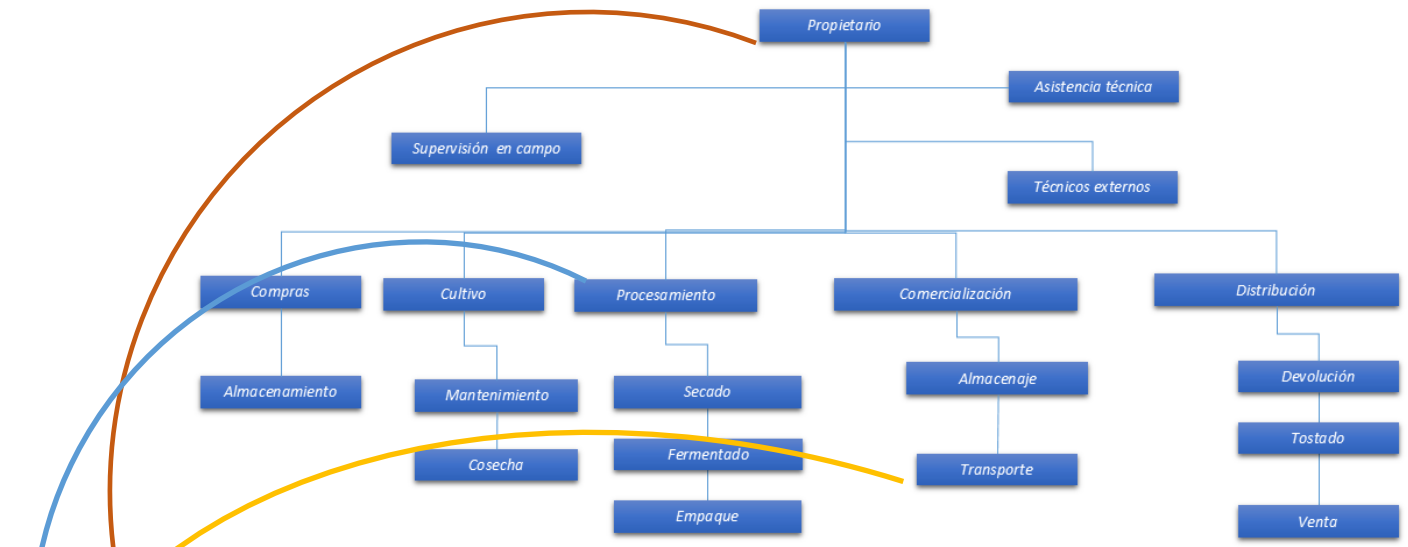 Propietario
Asistencia técnica
Supervisión en campo
Técnicos externos
Compras
Cultivo
Procesamiento
Comercialización
Distribución
Almacenamiento
Mantenimiento
Secado
Almacenaje
Devolución
Cosecha
Fermentado
Transporte
Tostado
Empaque
Venta